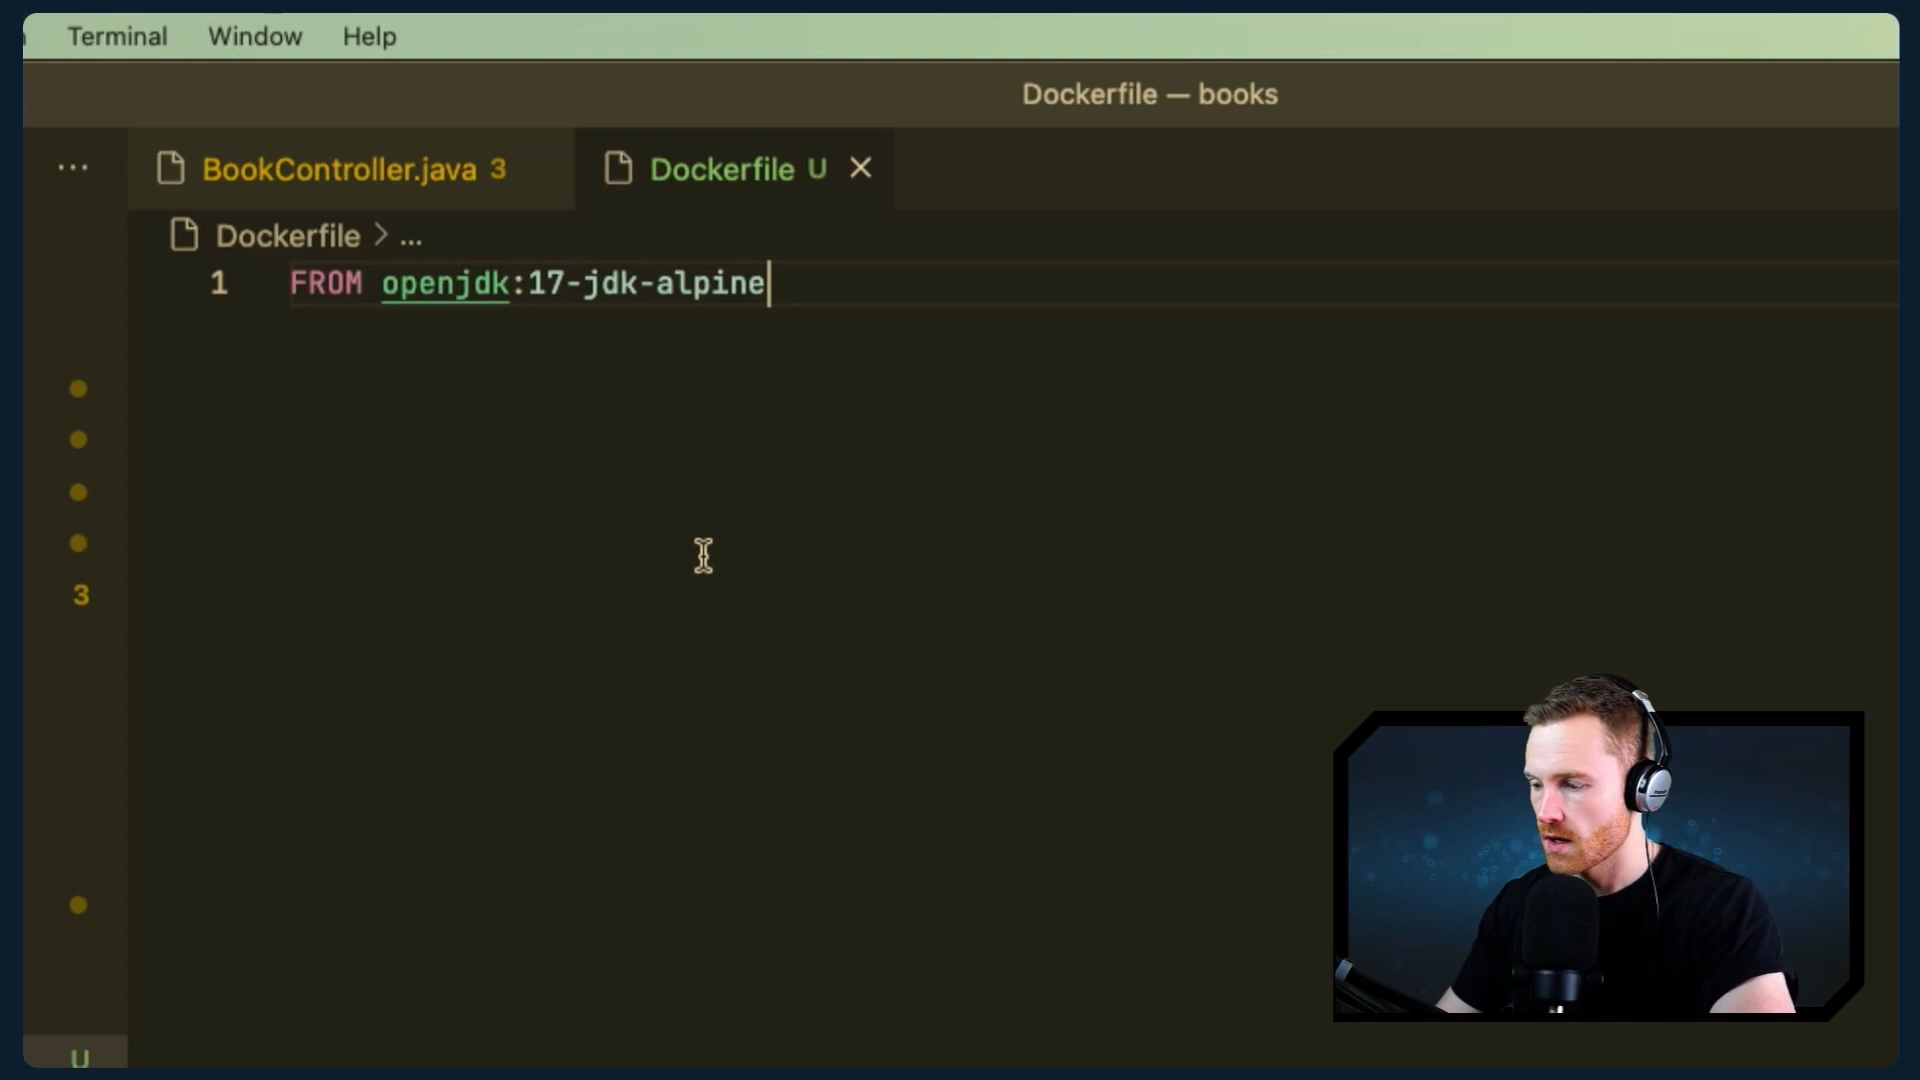 Terminal Window Help
Dockerfile — books
... BookController.java 3 Dockerfile U
Dockerfile > ...
1 FROM openjdk:17-jdk-alpine
3
U